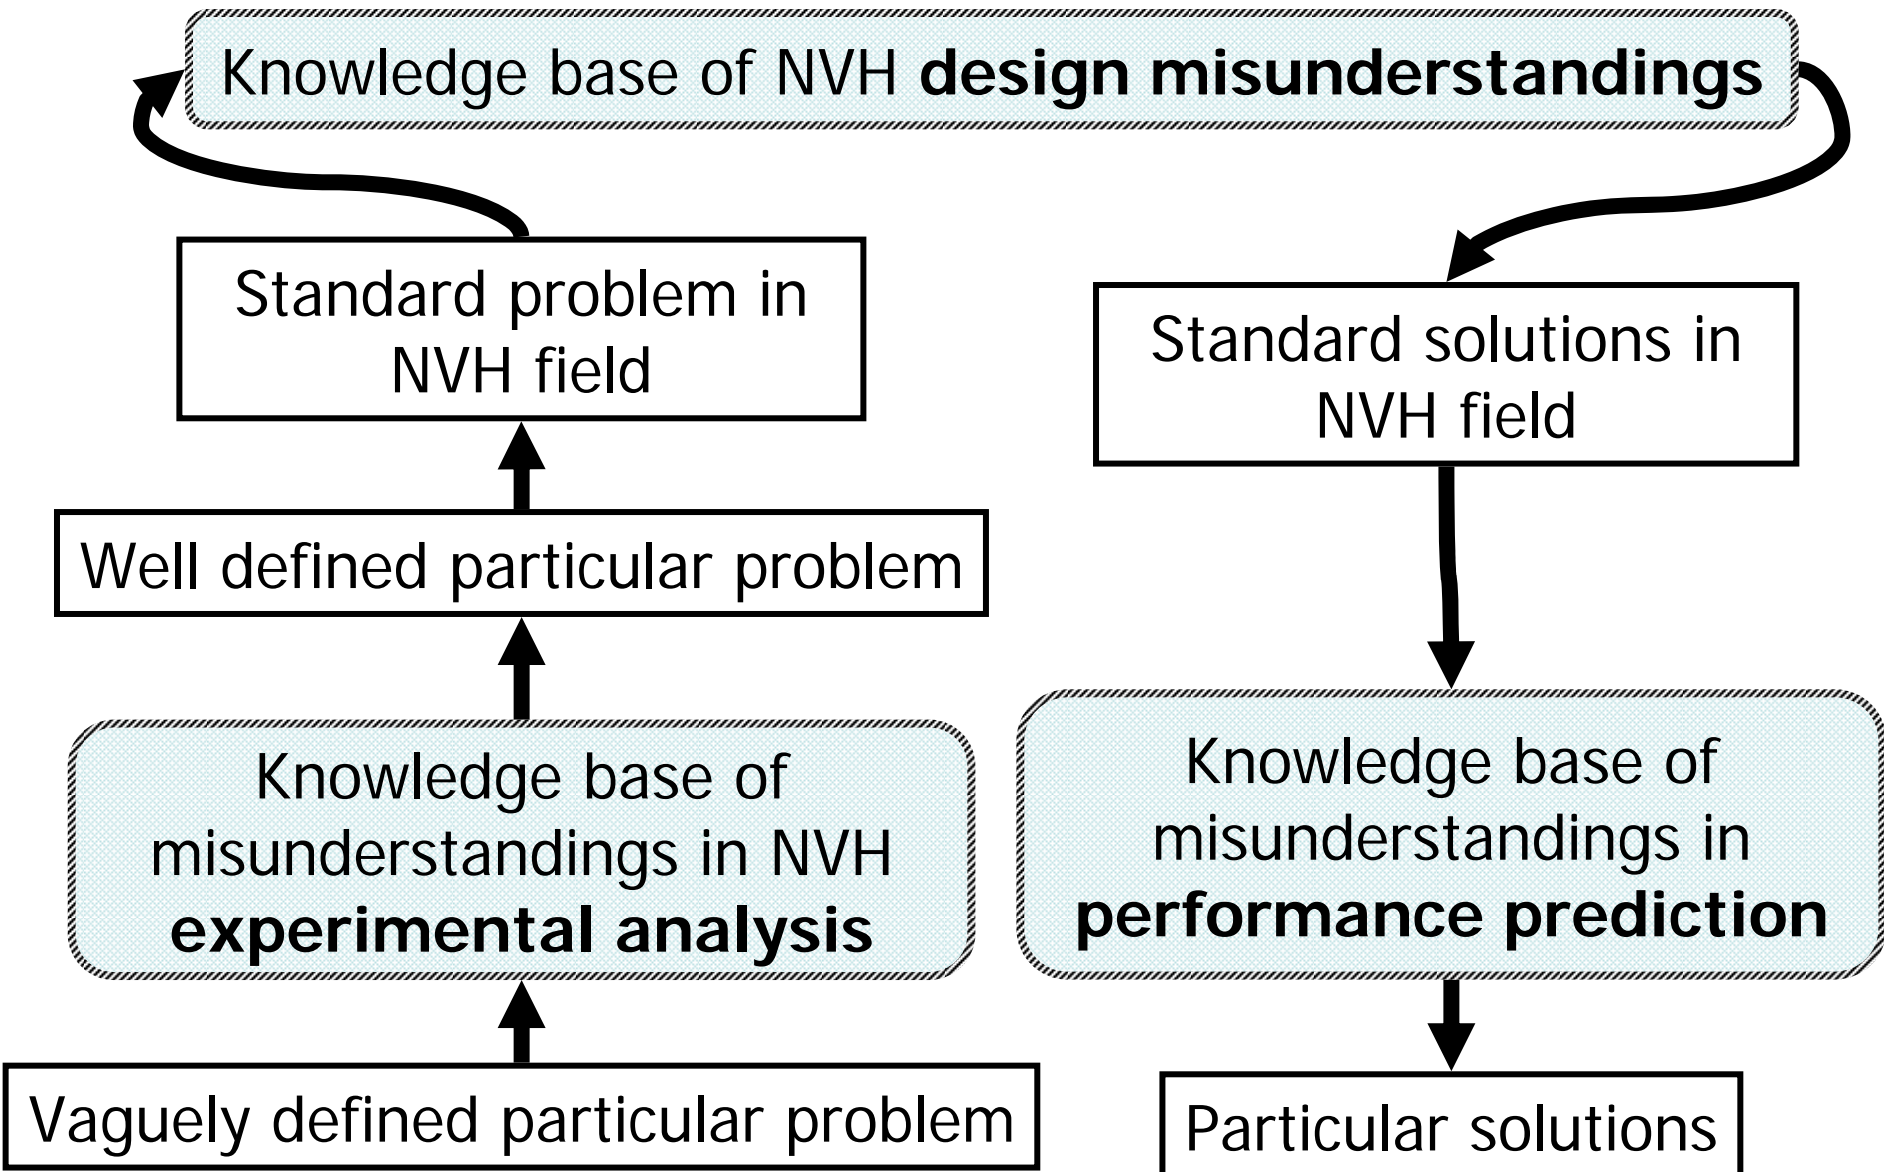 Knowledge base of NVH design misunderstandings
Standard problem in
NVH field
Well defined particular problem
Knowledge base of
misunderstandings in NVH
experimental analysis
Vaguely defined particular problem
Standard solutions in
NVH field
Knowledge base of
misunderstandings in
performance prediction
Particular solutions